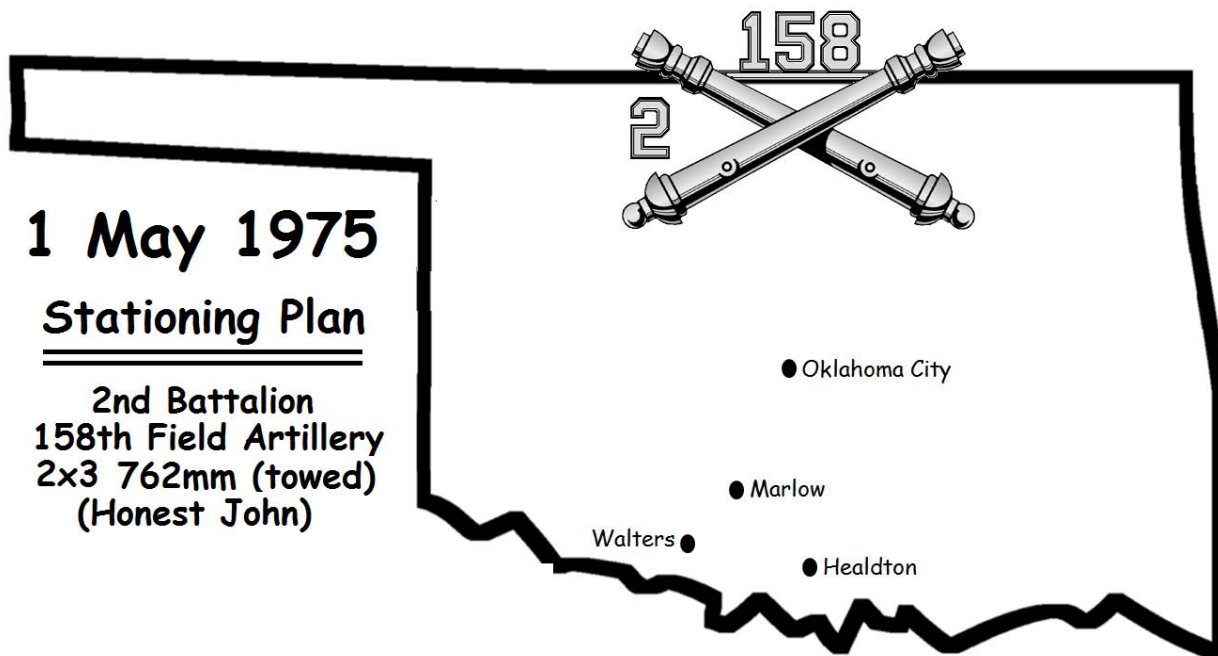 158
2
1 May 1975
Stationing Plan
2nd Battalion
158th Field Artillery
2x3 762mm (towed)
(Honest John)
Oklahoma City
Marlow
Walters
Healdton